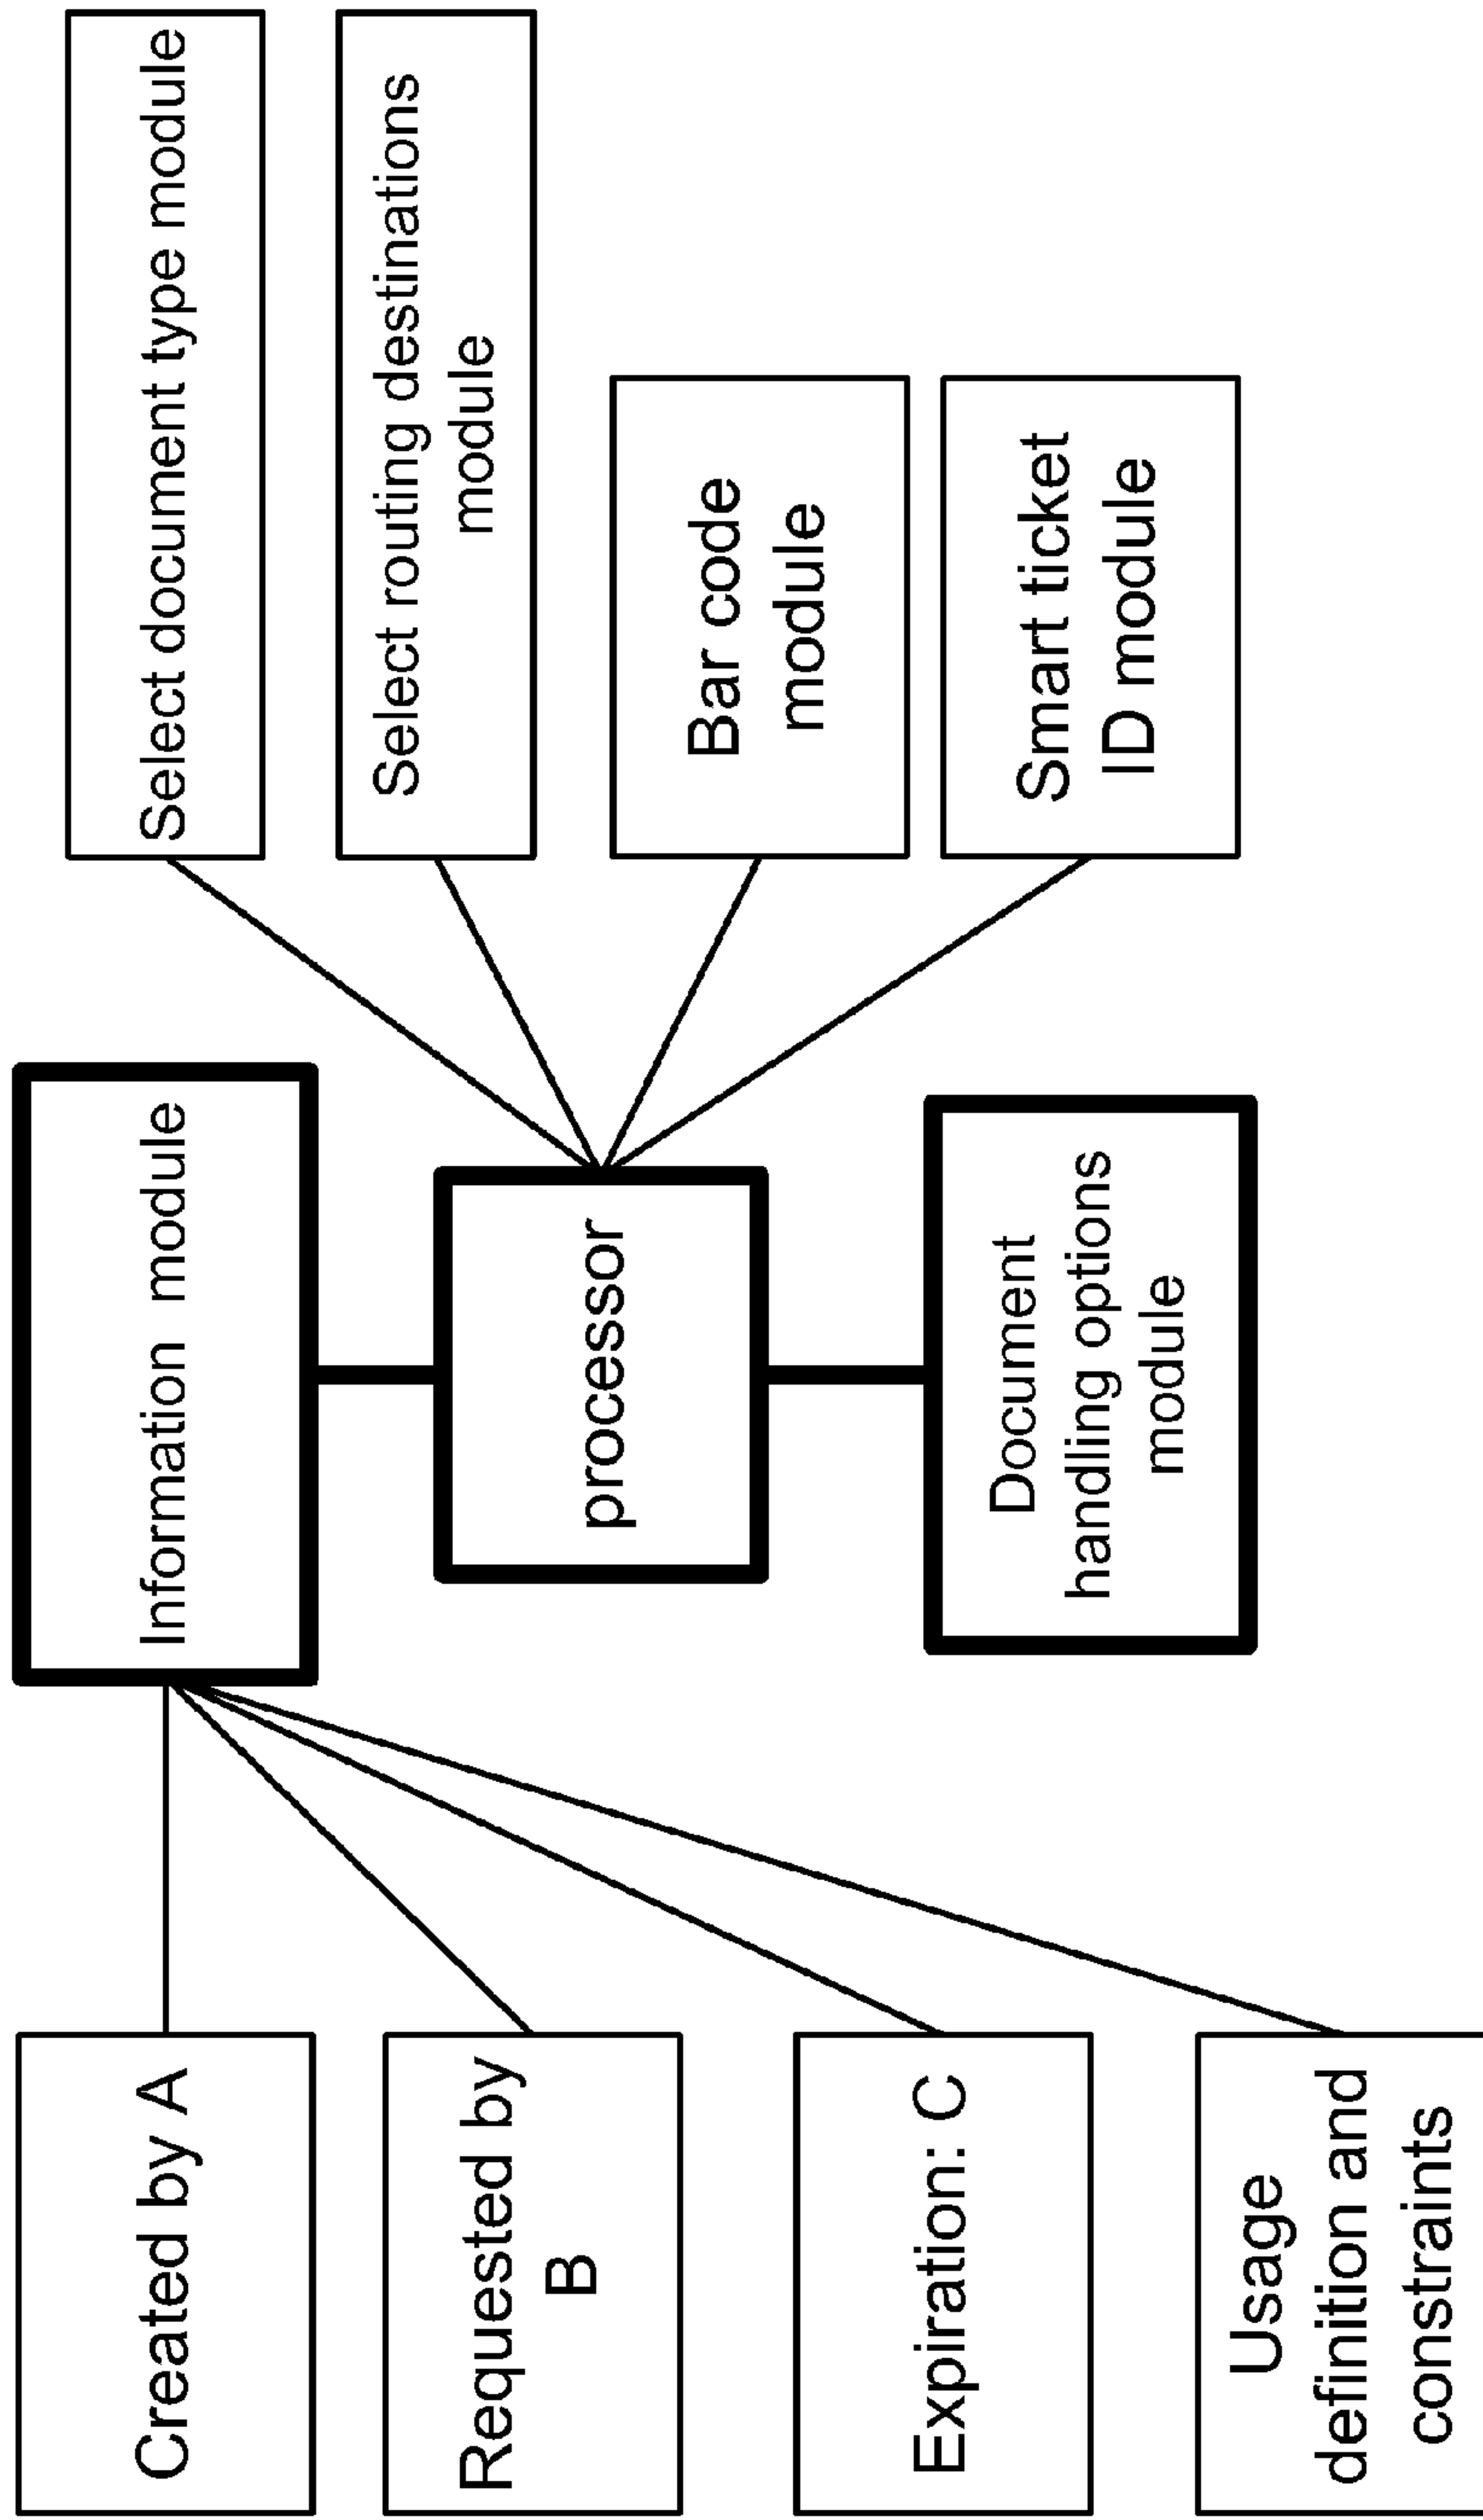 Created by A
Requested by
B
Expiration: C
Usage
definition and
constraints
Information module
processor
Document
handling options
module
Select document type module
Select routing destinations
module
Bar code
module
Smart ticket
ID module